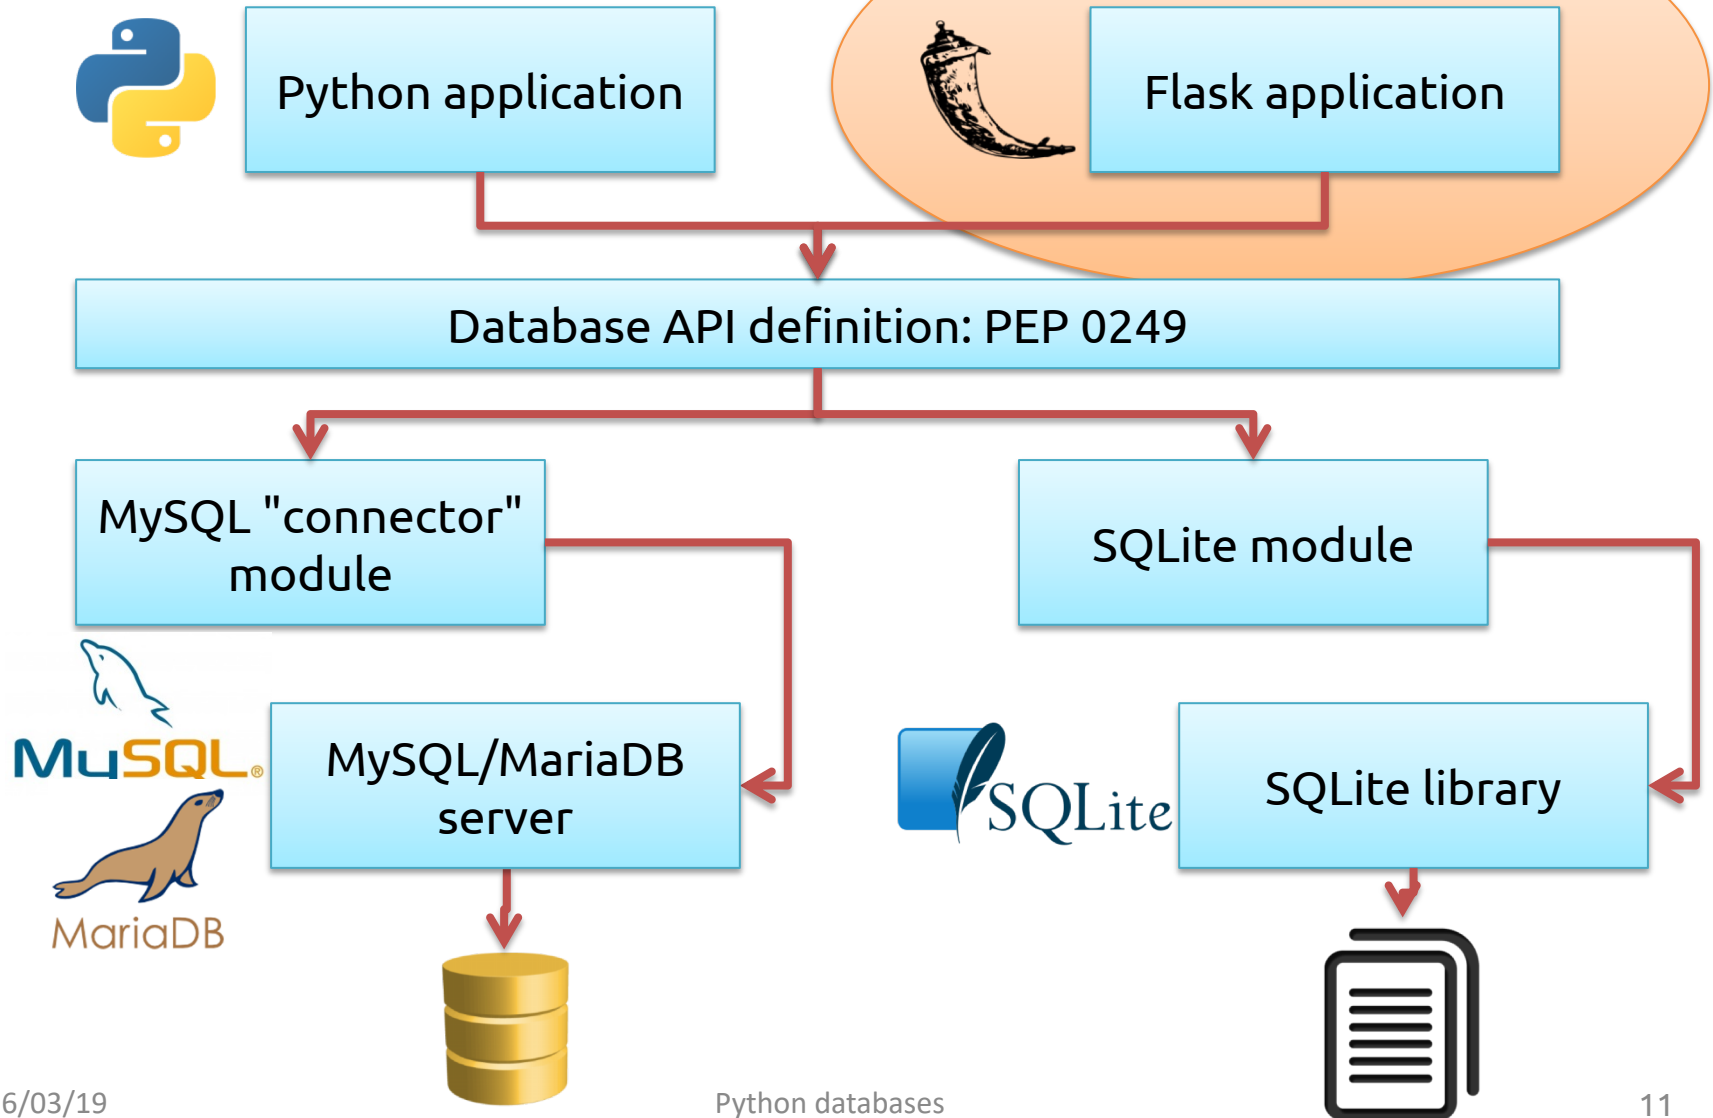 Python application
Flask application
Database API definition: PEP 0249
MySQL "connector"
module
SQLite module
MySQL®
MySQL/MariaDB
server
SQLite
SQLite library
MariaDB
6/03/19
Python databases
11